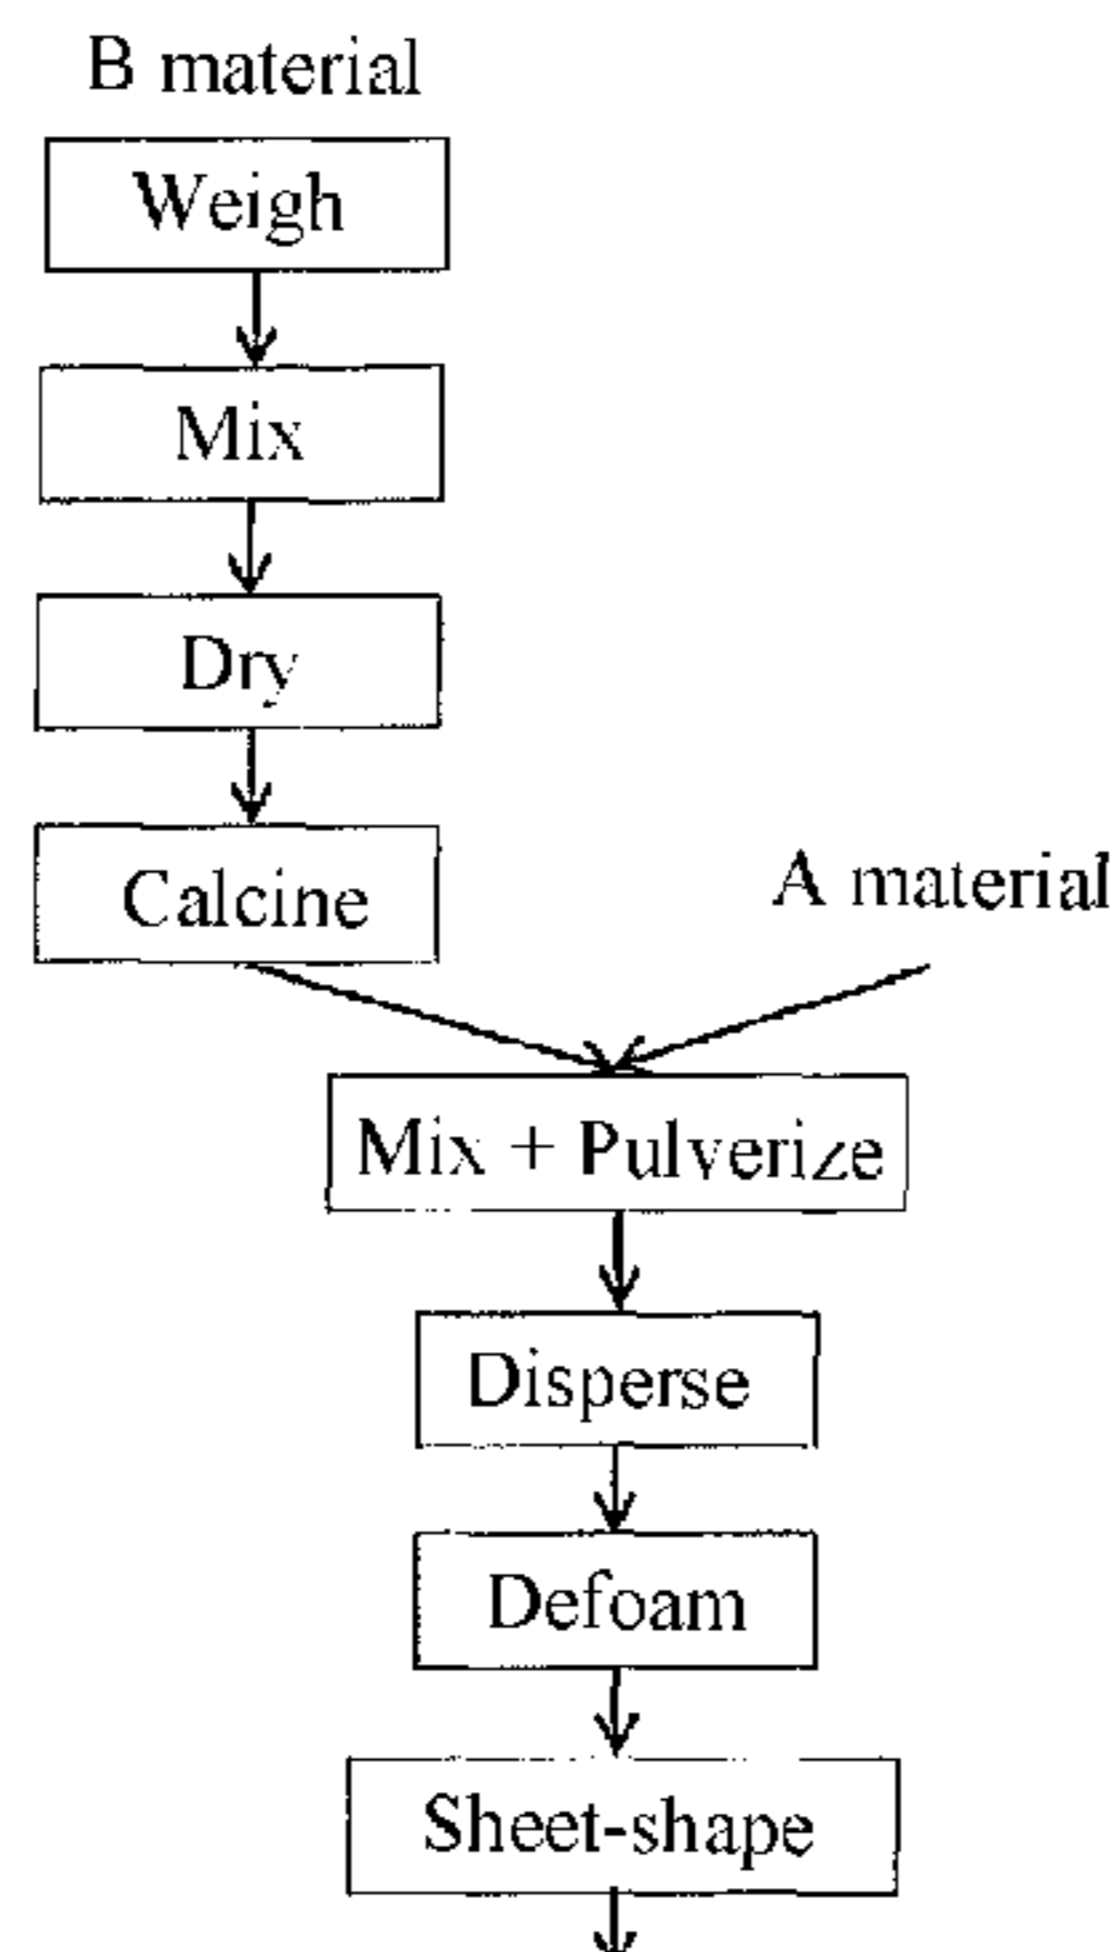 B material
Weigh
Mix
Dry
Calcine
A material
Mix + Pulverize
Disperse
Defoam
Sheet-shape